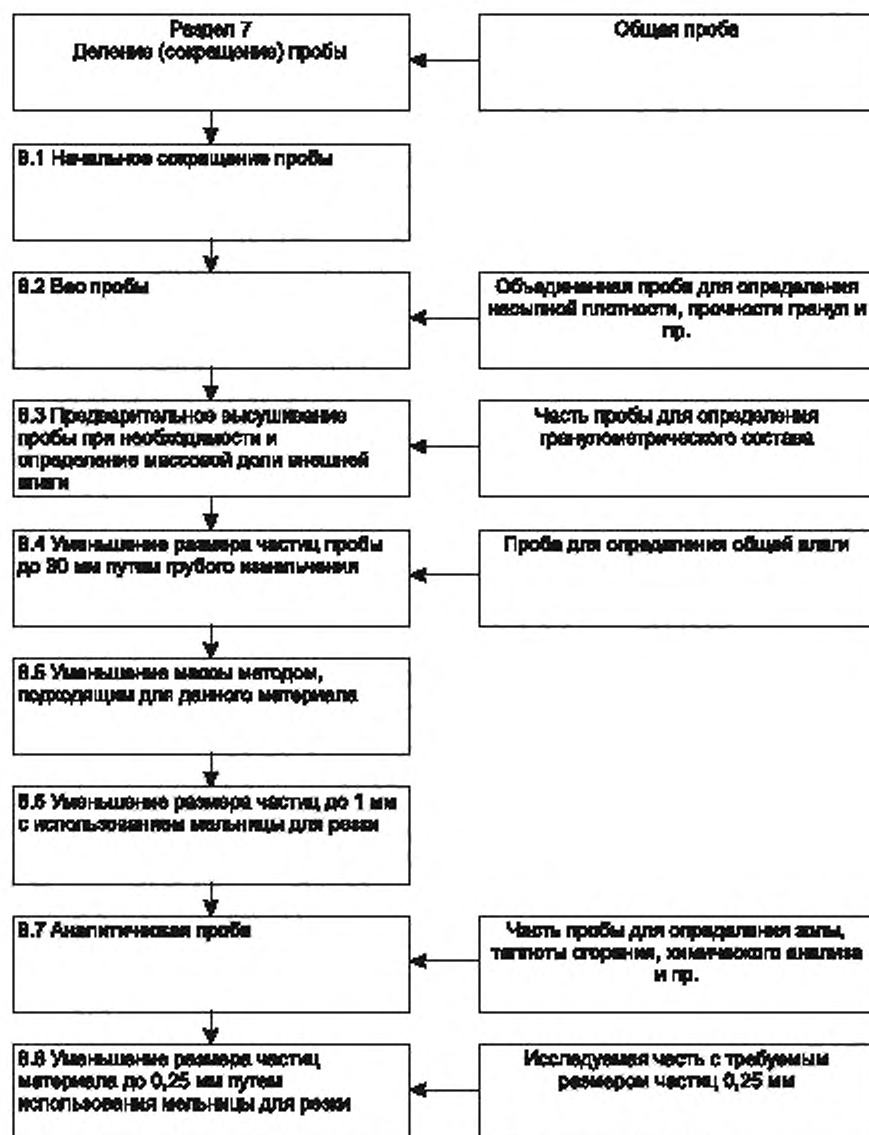 Раздел 7
Деление (сокращение) пробы
Общая проба
8.1 Начальное сокращение пробы
8.2 Вес пробы
Объединенная проба для определения
насыпной плотности, прочности гранул и
пр.
8.3 Предварительное высушивание
пробы при необходимости и
определение массовой доли внешней
влаги
Часть пробы для определения
гранулометрического состава
8.4 Уменьшение размера частиц пробы
до 30 мм путем грубого измельчения
Проба для определения общей влаги
8.5 Уменьшение массы методом,
подходящим для данного материала
8.6 Уменьшение размера частиц до 1 мм
с использованием мельницы для резки
8.7 Аналитическая проба
Часть пробы для определения золы,
теплоты сгорания, химического анализа
и пр.
8.8 Уменьшение размера частиц
материала до 0,25 мм путем
использования мельницы для резки
Исследуемая часть с требуемым
размером частиц 0,25 мм